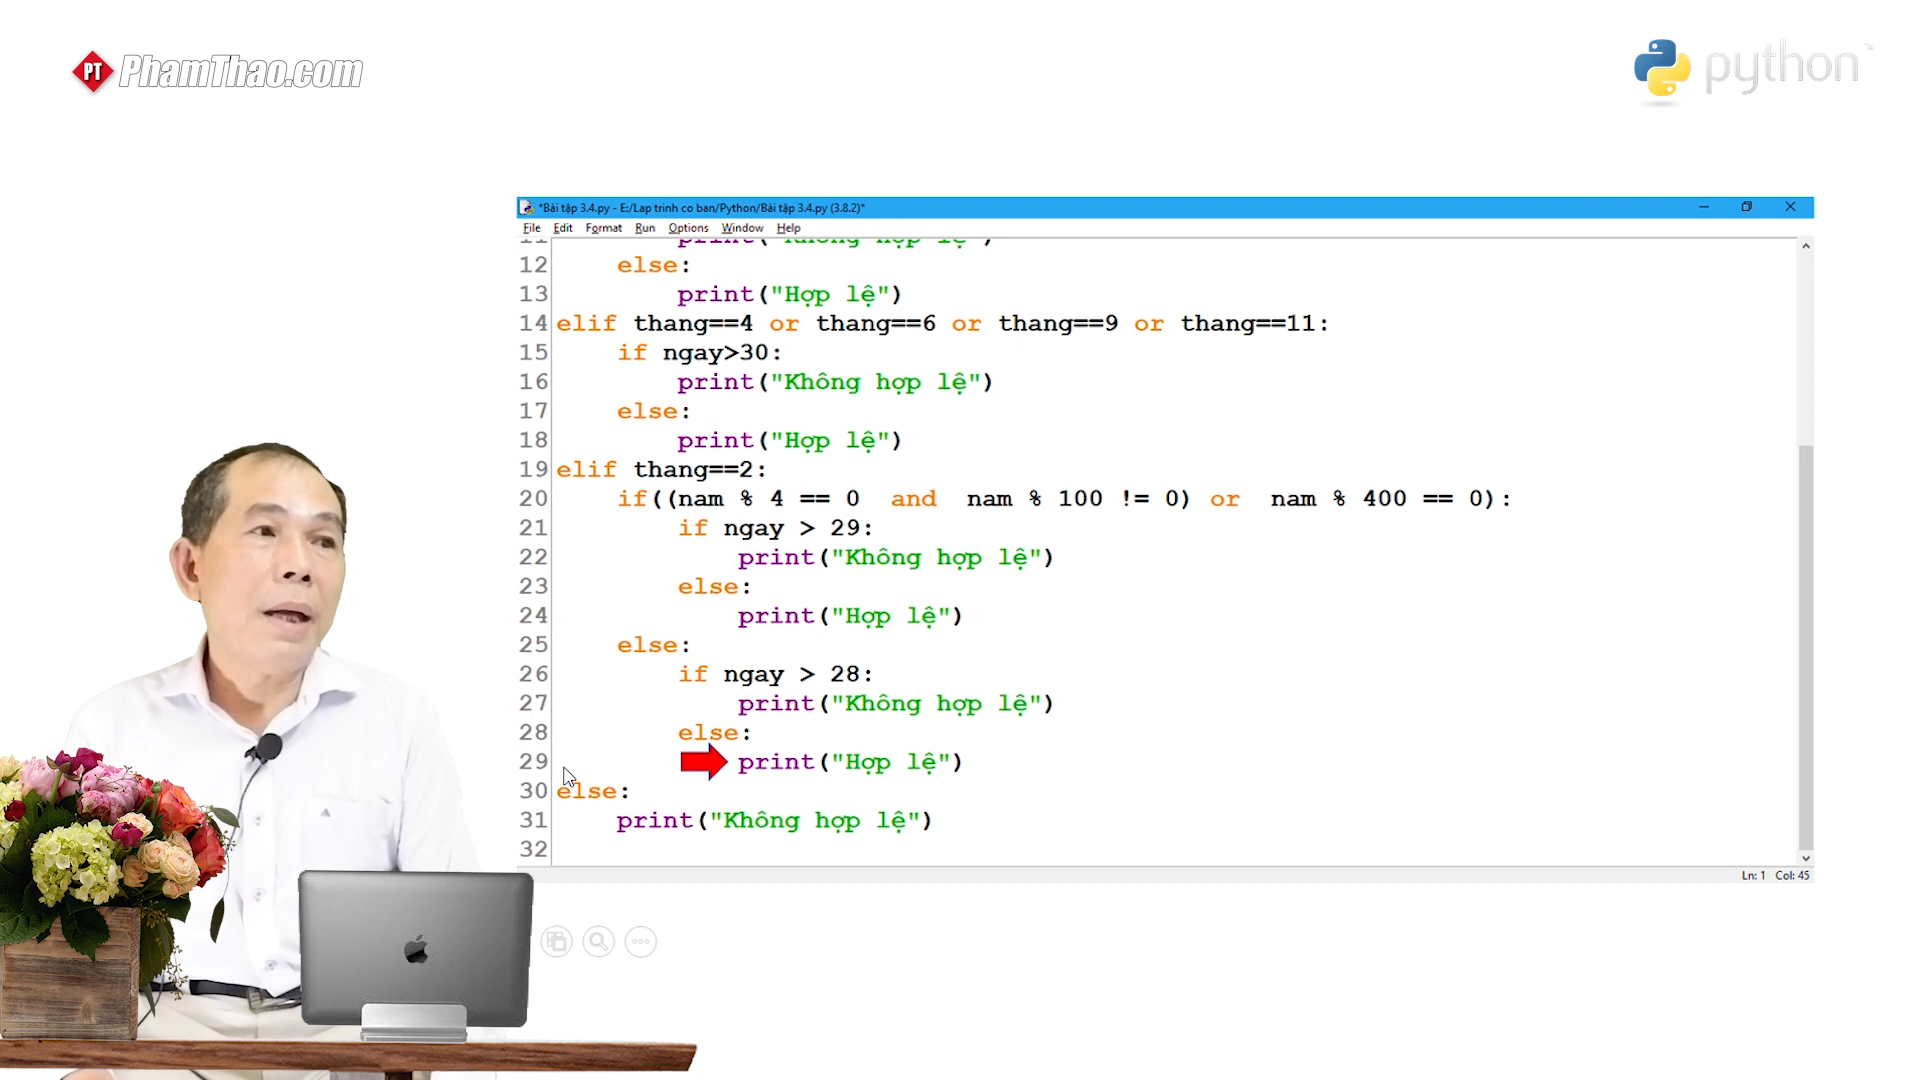 PT PhamThao.com
python™
*Bài tập 3.4.py - E:/Lap trinh co ban/Python/Bài tập 3.4.py (3.8.2)*
File Edit Format Run Options Window Help
11 print("Không hợp lệ")
12 else:
13 print("Hợp lệ")
14 elif thang==4 or thang==6 or thang==9 or thang==11:
15 if ngay>30:
16 print("Không hợp lệ")
17 else:
18 print("Hợp lệ")
19 elif thang==2:
20 if((nam % 4 == 0 and nam % 100 != 0) or nam % 400 == 0):
21 if ngay > 29:
22 print("Không hợp lệ")
23 else:
24 print("Hợp lệ")
25 else:
26 if ngay > 28:
27 print("Không hợp lệ")
28 else:
29 print("Hợp lệ")
30 else:
31 print("Không hợp lệ")
32
Ln: 1 Col: 45